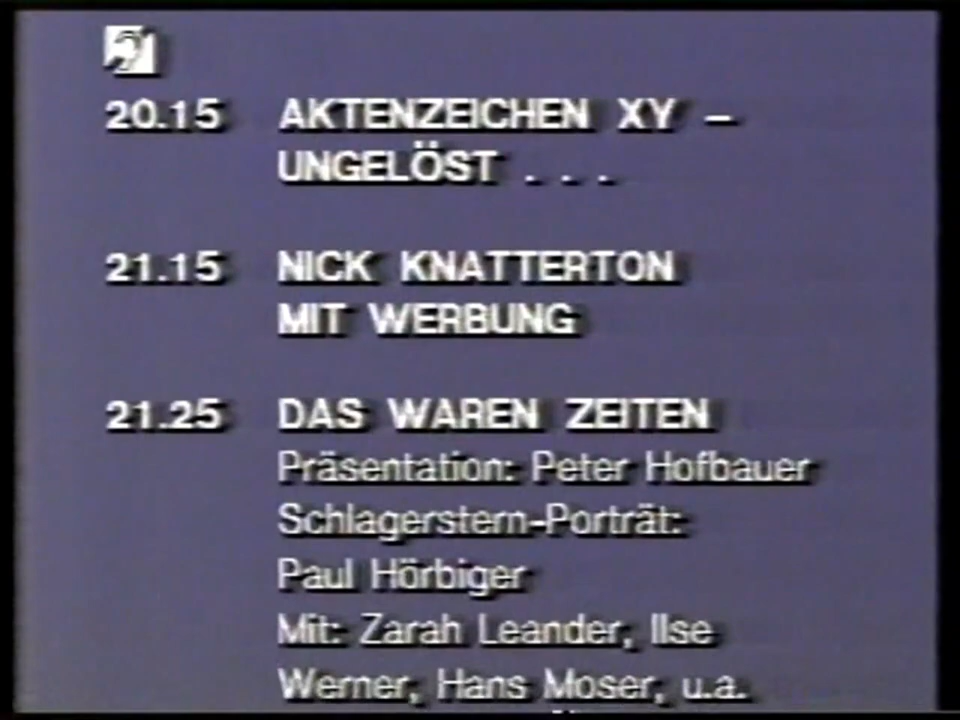 20.15 AKTENZEICHEN XY –
UNGELÖST . . .
21.15 NICK KNATTERTON
MIT WERBUNG
21.25 DAS WAREN ZEITEN
Präsentation: Peter Hofbauer
Schlagerstern-Porträt:
Paul Hörbiger
Mit: Zarah Leander, Ilse
Werner, Hans Moser, u.a.